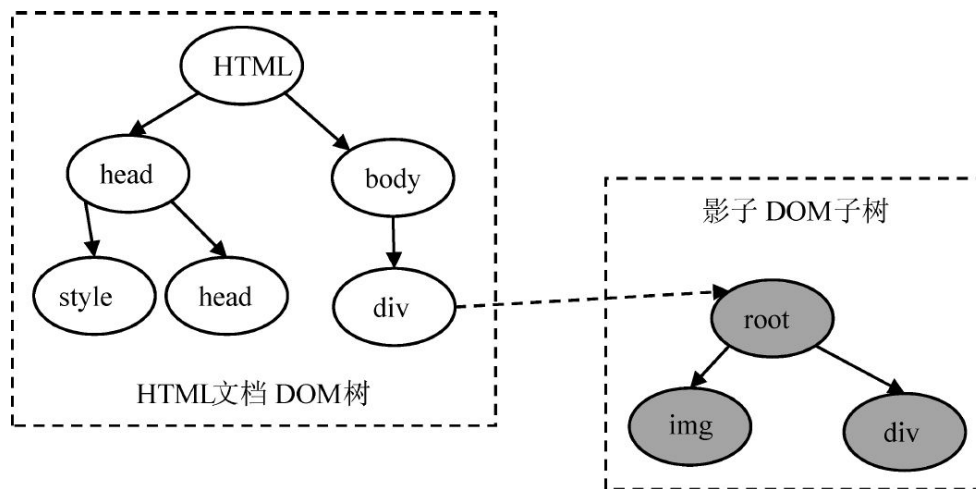 HTML
head
body
影子 DOM子树
style
head
div
root
HTML文档 DOM树
img
div